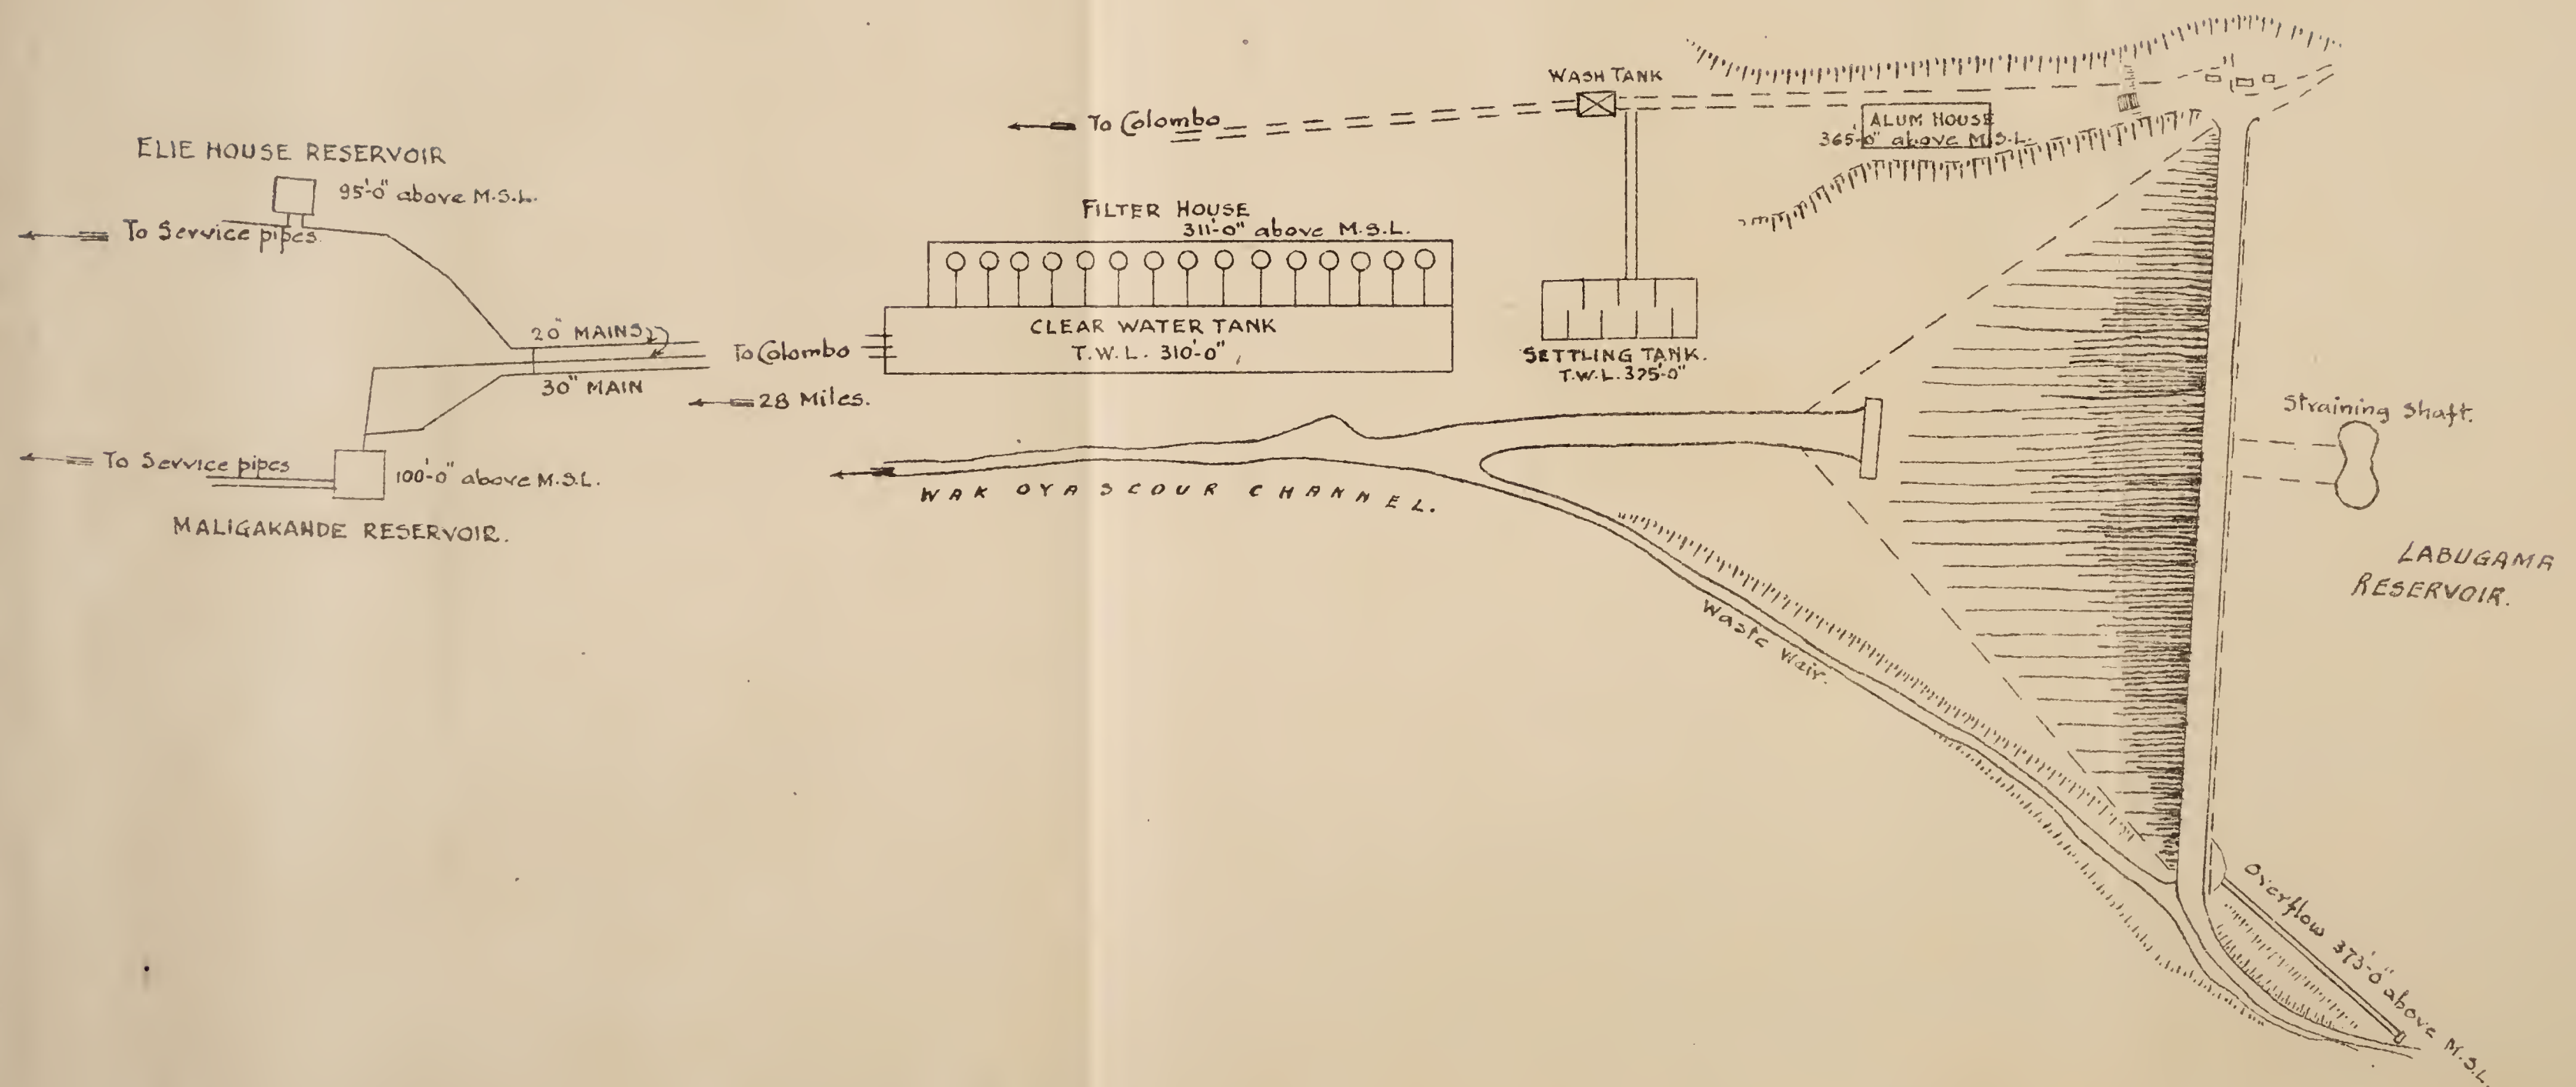 WASH TANK
To Colombo
ALUM HOUSE
365'-0" above M.S.L.
ELIE HOUSE RESERVOIR
95'-0" above M.S.L.
To Service pipes
FILTER HOUSE
311'-0" above M.S.L.
20" MAINS
To Colombo
CLEAR WATER TANK
T.W.L. 310'-0"
SETTLING TANK.
T.W.L. 325'-0"
30" MAIN
28 Miles.
Straining Shaft.
To Service pipes
100'-0" above M.S.L.
WAK OYA SCOUR CHANNEL.
MALIGAKANDE RESERVOIR.
LABUGAMA
RESERVOIR.
Waste Wair.
Overflow 373'-0" above M.S.L.